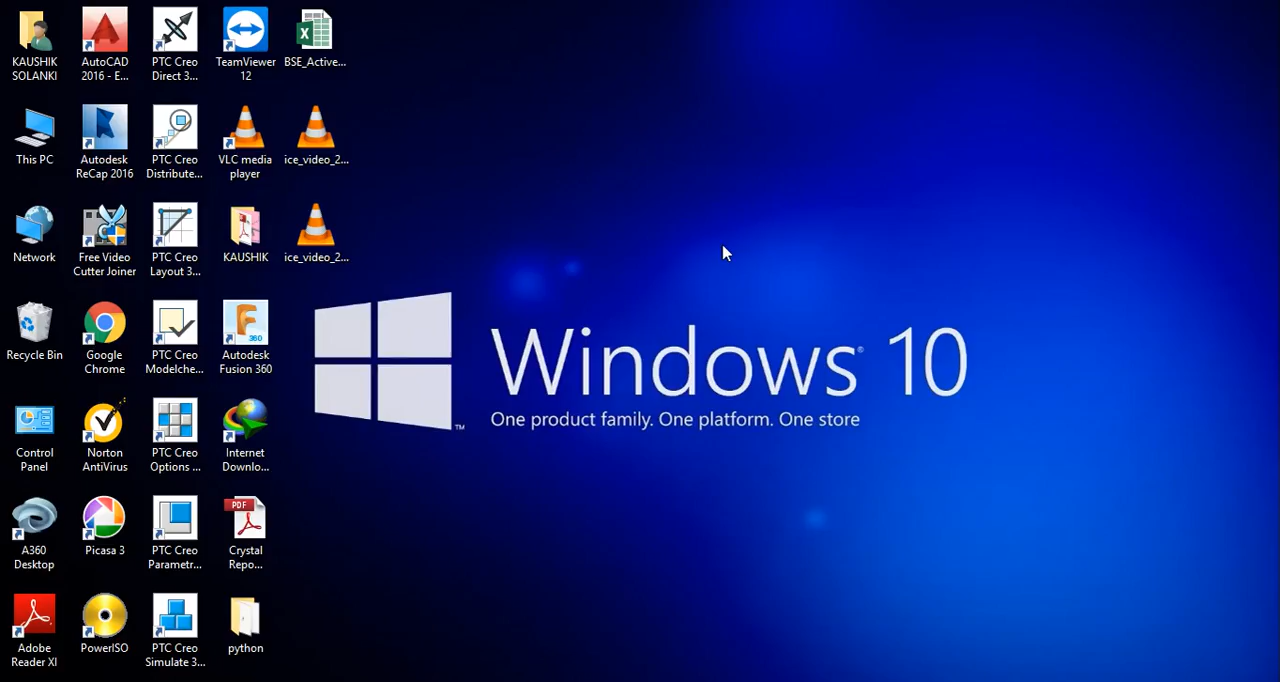 KAUSHIK
SOLANKI
AutoCAD
2016 - E...
PTC Creo
Direct 3...
TeamViewer
12
BSE_Active...
This PC
Autodesk
ReCap 2016
PTC Creo
Distribute...
VLC media
player
ice_video_2...
Network
Free Video
Cutter Joiner
PTC Creo
Layout 3...
KAUSHIK
ice_video_2...
Recycle Bin
Google
Chrome
PTC Creo
Modelche...
360
Autodesk
Fusion 360
Control
Panel
Norton
AntiVirus
PTC Creo
Options ...
Internet
Downlo...
A360
Desktop
Picasa 3
PTC Creo
Parametr...
PDF
Crystal
Repo...
Adobe
Reader XI
PowerISO
PTC Creo
Simulate 3...
python
Windows® 10
One product family. One platform. One store
™